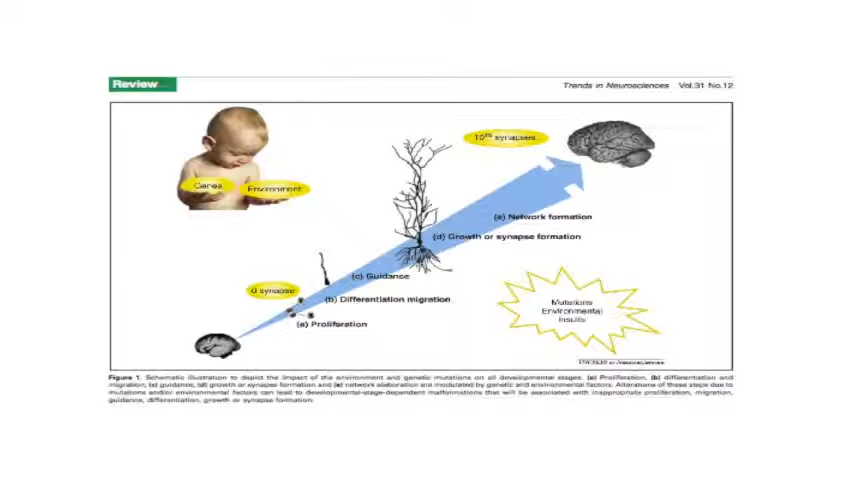 Review
Trends in Neurosciences Vol.31 No.12
10¹⁵ synapses
Genes
Environment
(e) Network formation
(d) Growth or synapse formation
(c) Guidance
0 synapse
(b) Differentiation migration
(a) Proliferation
Mutations
Environmental
insults
TRENDS in Neurosciences
Figure 1. Schematic illustration to depict the impact of the environment and genetic mutations on all developmental stages. (a) Proliferation, (b) differentiation and
migration, (c) guidance, (d) growth or synapse formation and (e) network elaboration are modulated by genetic and environmental factors. Alterations of these steps due to
mutations and/or environmental factors can lead to developmental-stage-dependent malformations that will be associated with inappropriate proliferation, migration,
guidance, differentiation, growth or synapse formation.